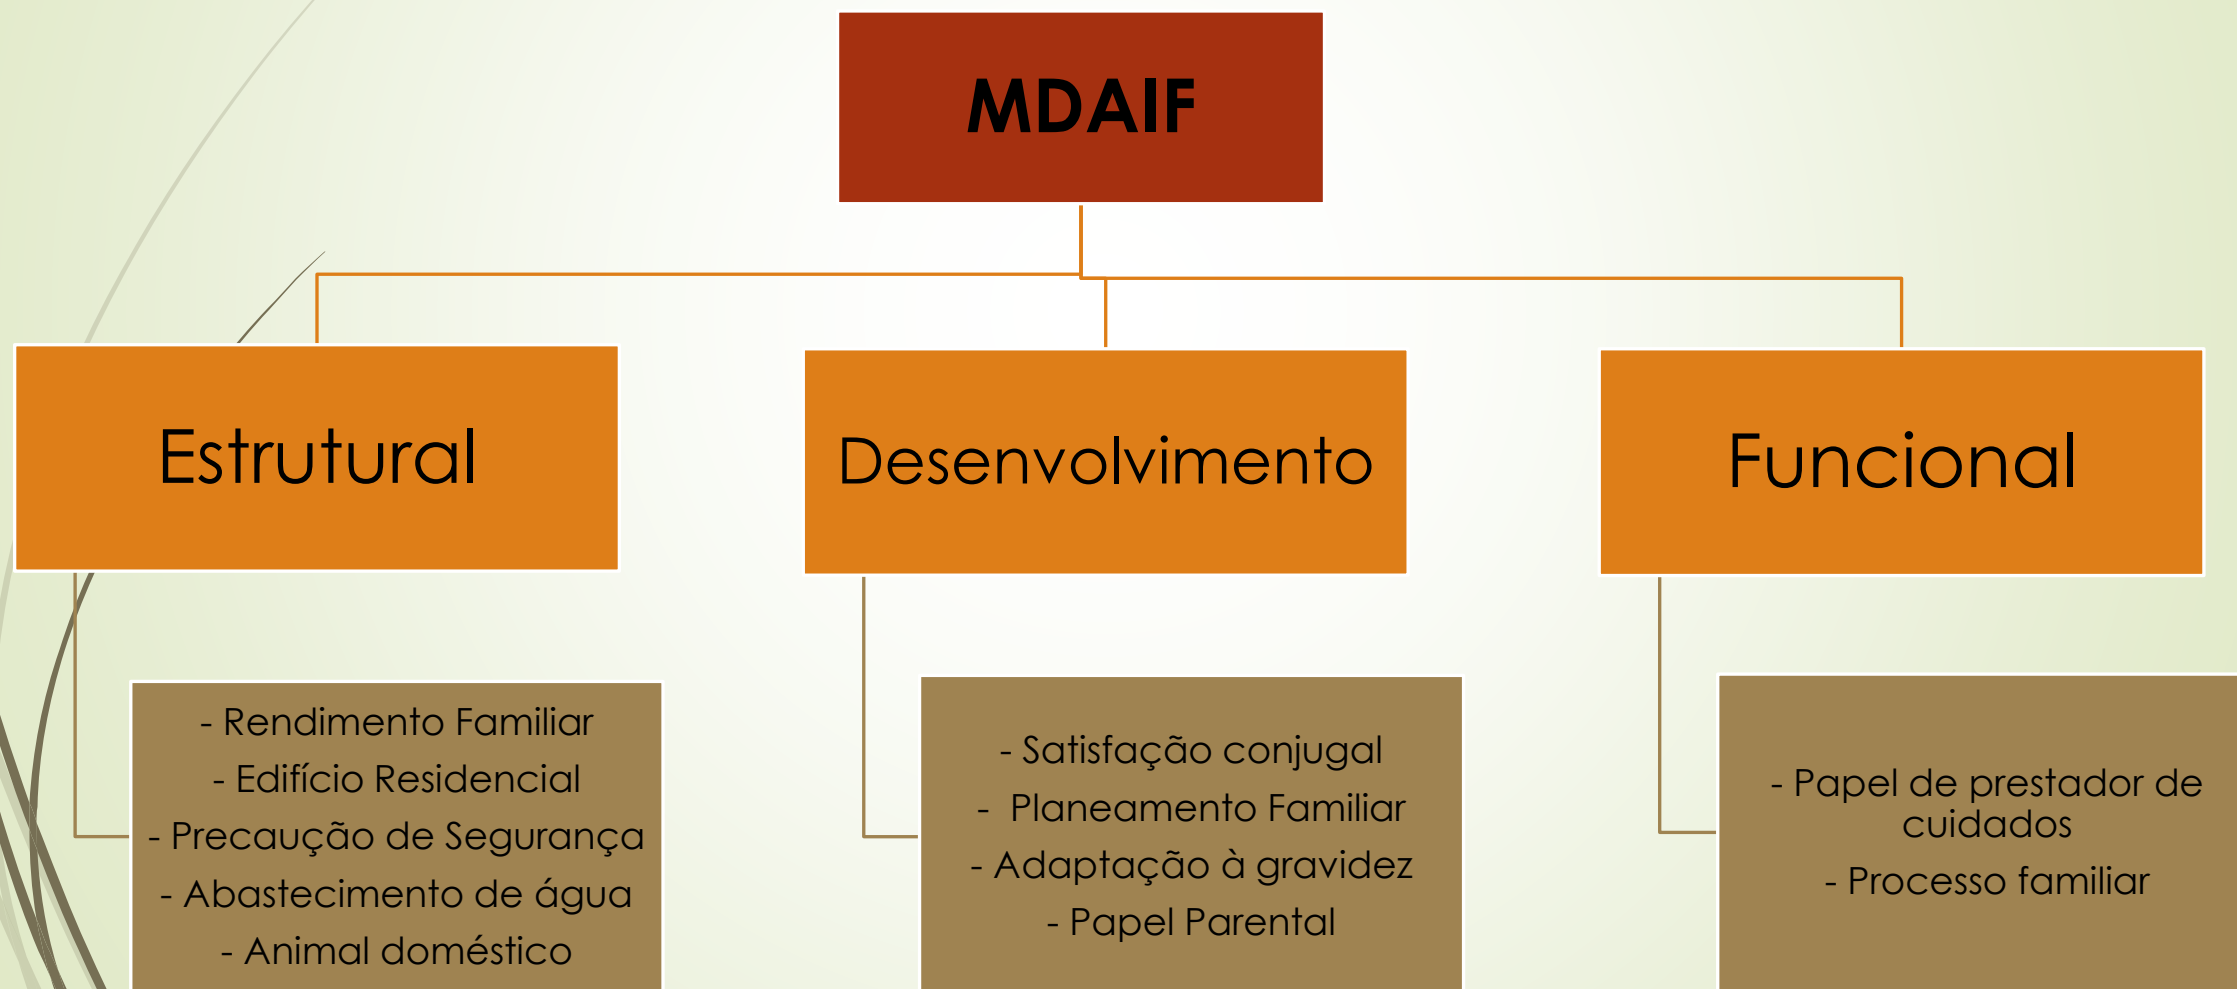 MDAIF
Estrutural
Desenvolvimento
Funcional
- Rendimento Familiar
- Edifício Residencial
- Precaução de Segurança
- Abastecimento de água
- Animal doméstico
- Satisfação conjugal
- Planeamento Familiar
- Adaptação à gravidez
- Papel Parental
- Papel de prestador de
cuidados
- Processo familiar